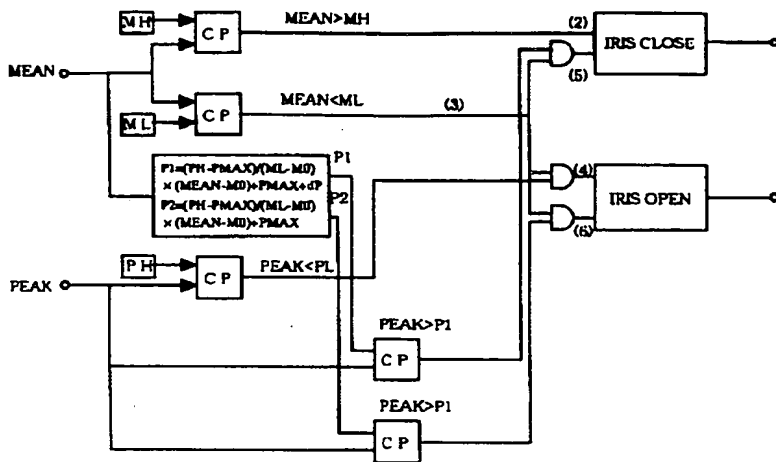 MEAN>MH
(2)
MH
CP
IRIS CLOSE
(5)
MEAN
MEAN<ML
(3)
CP
ML
P1
P1=(PH-PMAX)/(ML-M0)
×(MEAN-M0)+PMAX+dP
P2
P2=(PH-PMAX)/(ML-M0)
×(MEAN-M0)+PMAX
(4)
IRIS OPEN
(6)
PH
CP
PEAK<PL
PEAK
PEAK>P1
CP
PEAK>P1
CP